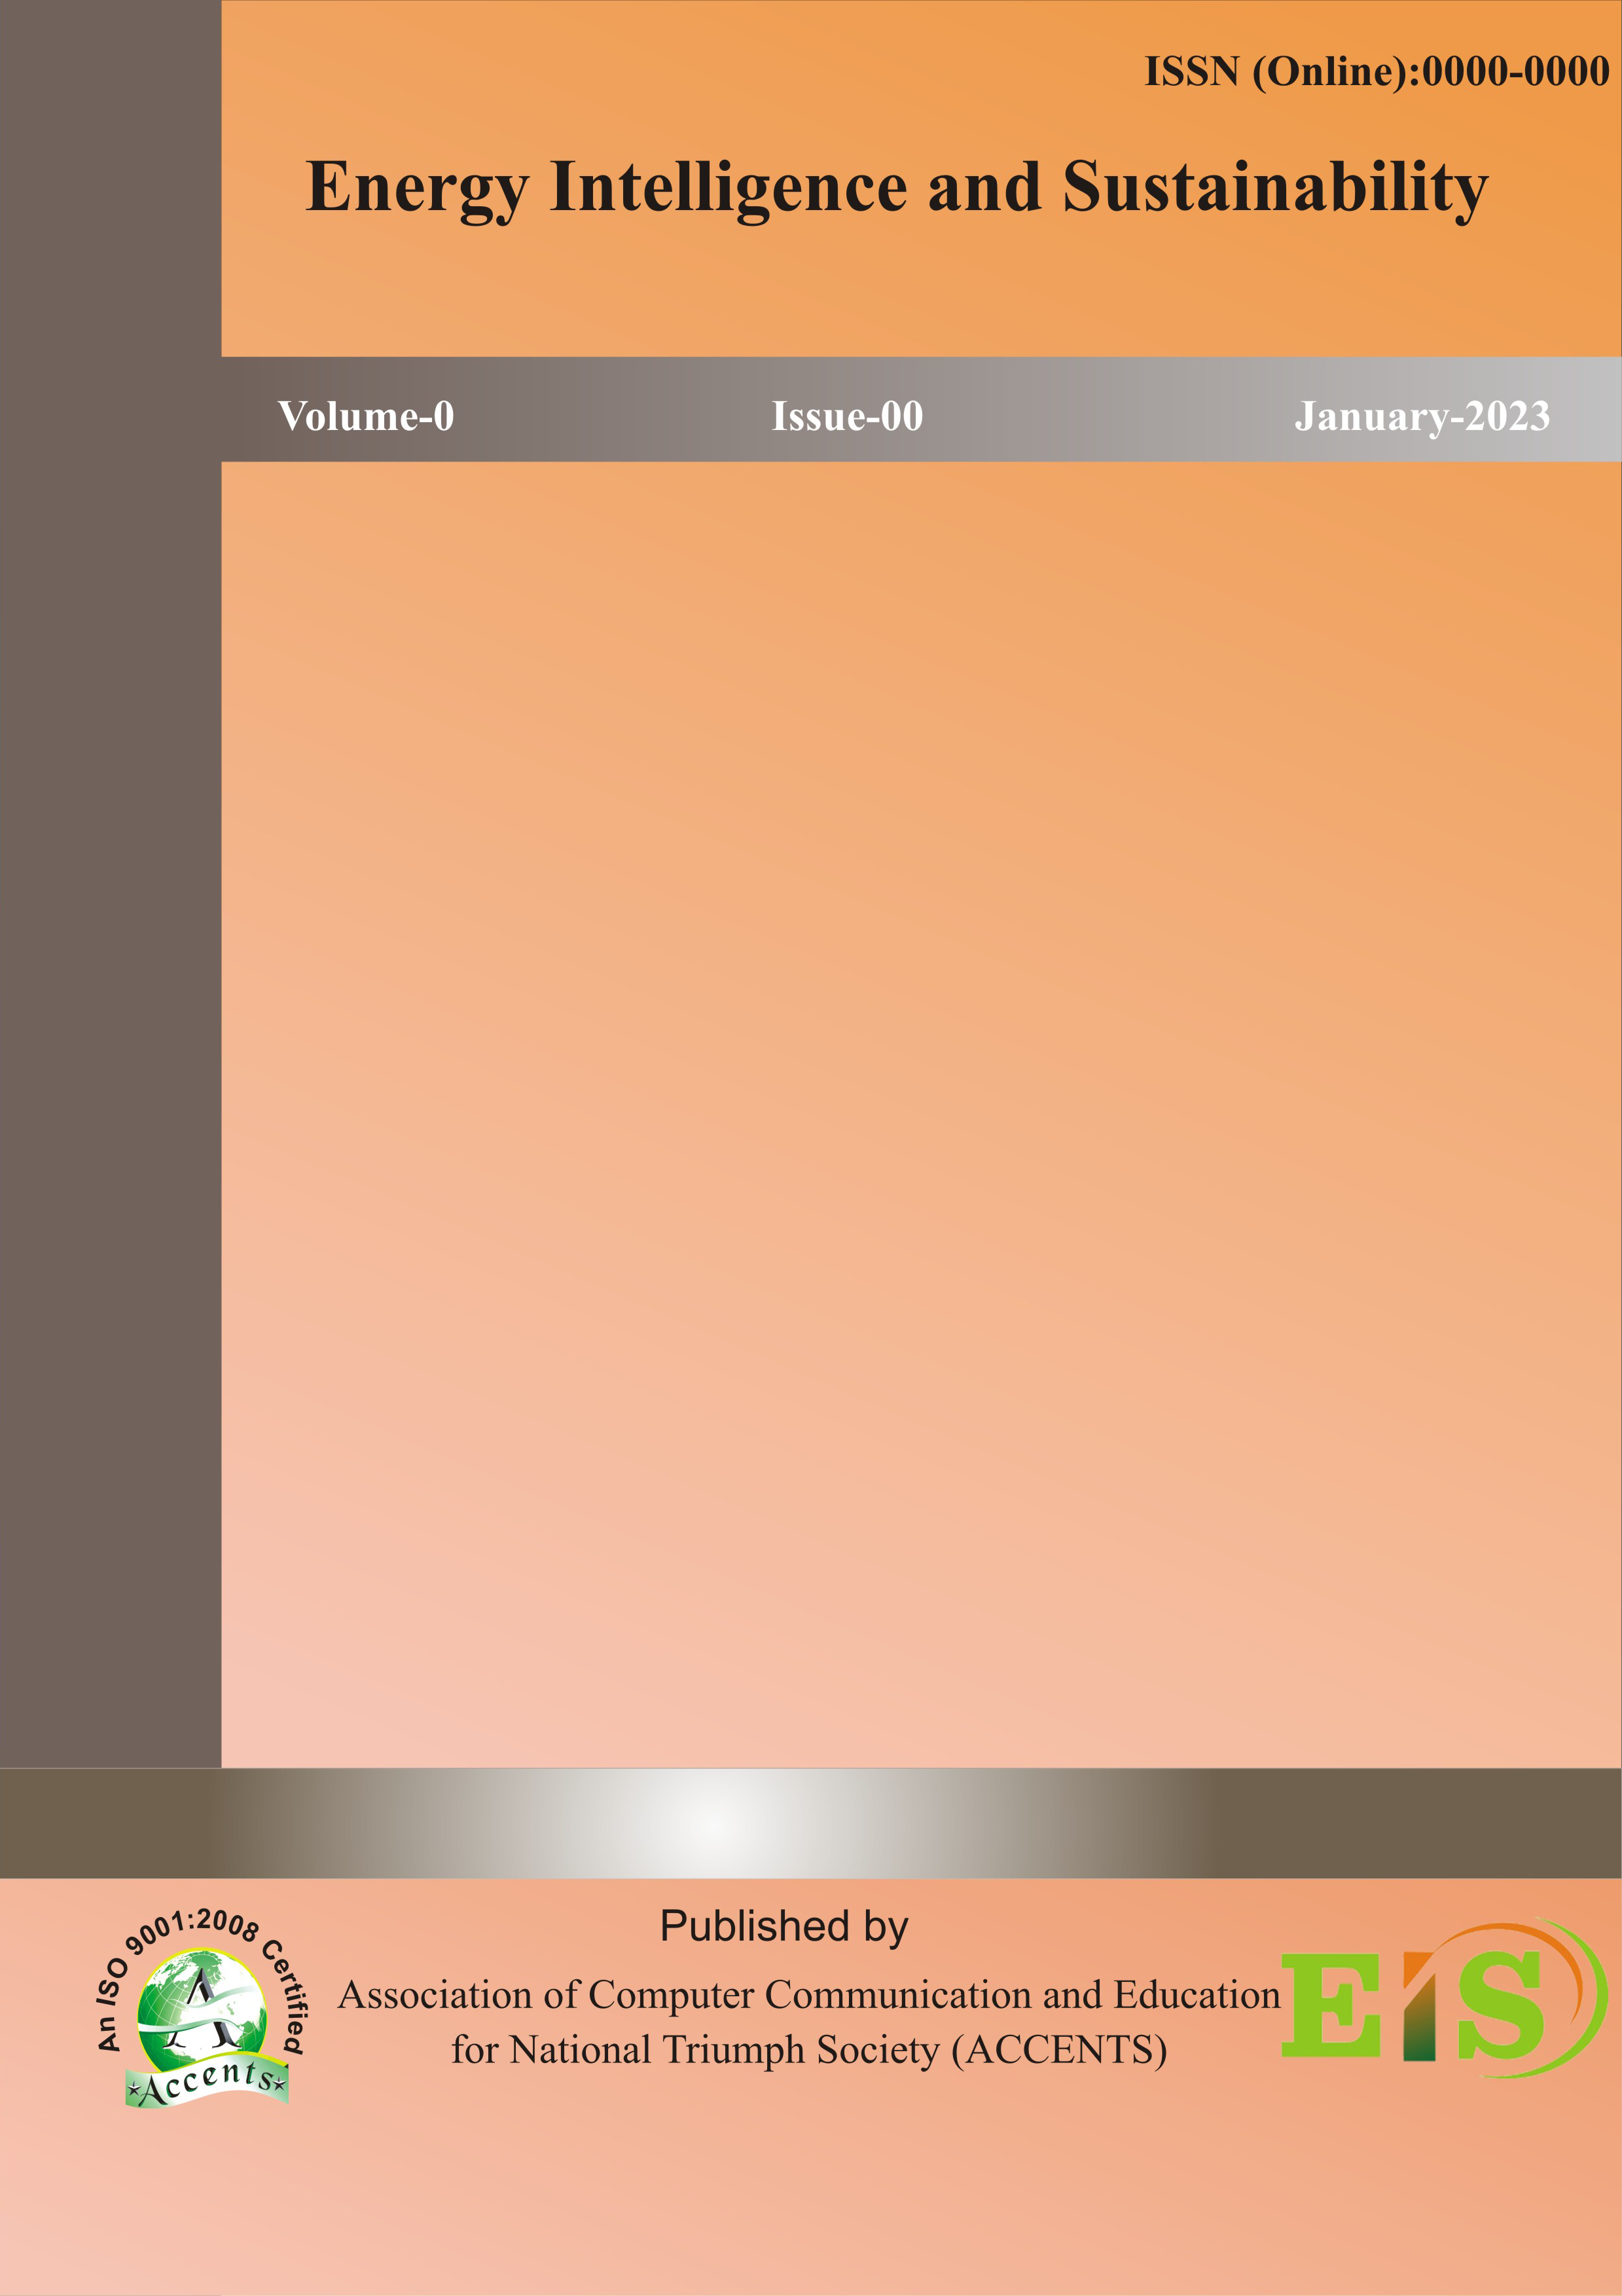 ISSN (Online):0000-0000
Energy Intelligence and Sustainability
Volume-0 Issue-00 January-2023
Published by
Association of Computer Communication and Education
for National Triumph Society (ACCENTS)
An ISO 9001:2008 Certified
A
Accents
EIS